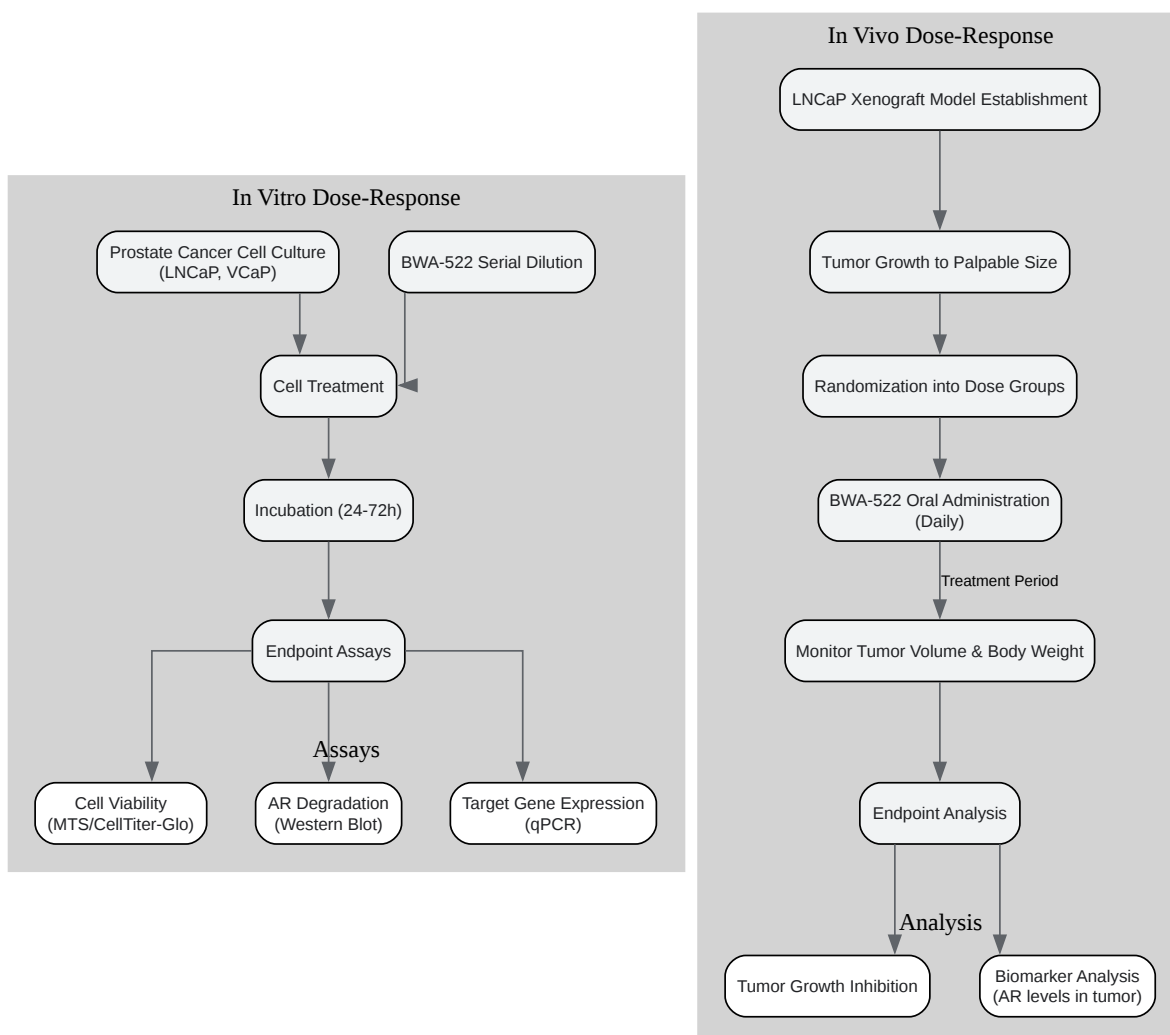 In Vitro Dose-Response
Prostate Cancer Cell Culture
(LNCaP, VCaP)
BWA-522 Serial Dilution
Cell Treatment
Incubation (24-72h)
Endpoint Assays
Assays
Cell Viability
(MTS/CellTiter-Glo)
AR Degradation
(Western Blot)
Target Gene Expression
(qPCR)
In Vivo Dose-Response
LNCaP Xenograft Model Establishment
Tumor Growth to Palpable Size
Randomization into Dose Groups
BWA-522 Oral Administration
(Daily)
Treatment Period
Monitor Tumor Volume & Body Weight
Endpoint Analysis
Analysis
Tumor Growth Inhibition
Biomarker Analysis
(AR levels in tumor)